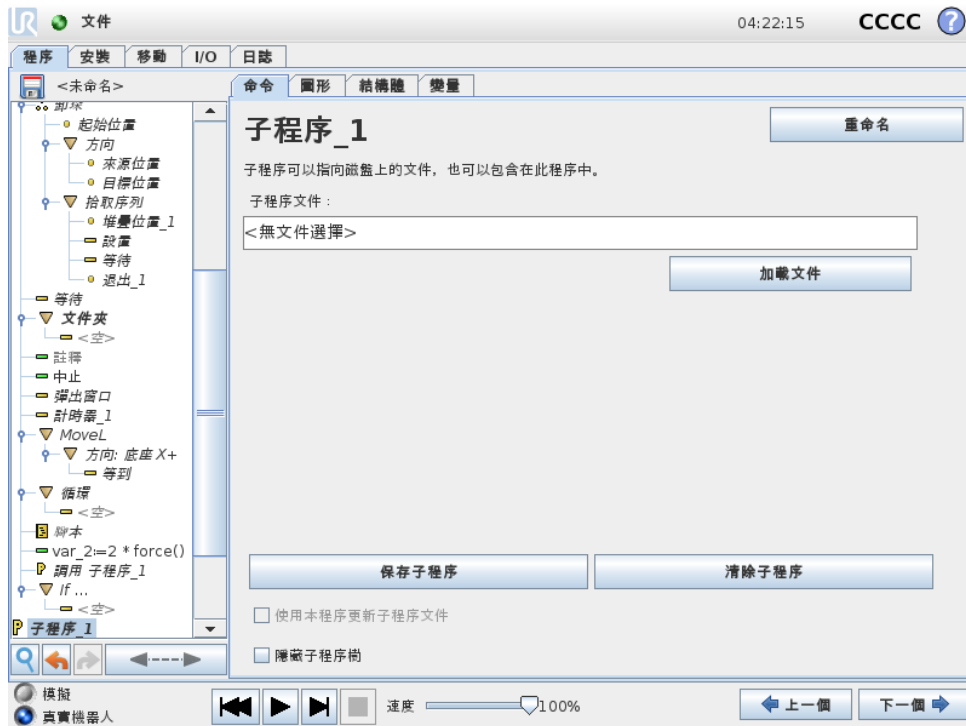 UR 文件 04:22:15 CCCC ?
程序 安裝 移動 I/O 日誌
<未命名>
命令 圖形 結構體 變量
卸垛
起始位置
方向
來源位置
目標位置
拾取序列
堆疊位置_1
設置
等待
退出_1
等待
文件夾
<空>
註釋
中止
彈出窗口
計時器_1
MoveL
方向: 底座 X+
等到
循環
<空>
腳本
var_2:=2 * force()
調用 子程序_1
If ...
<空>
子程序_1
子程序_1
重命名
子程序可以指向磁盤上的文件，也可以包含在此程序中。
子程序文件：
<無文件選擇>
加載文件
保存子程序 清除子程序
使用本程序更新子程序文件
隱藏子程序樹
模擬
真實機器人
速度 100%
上一個 下一個